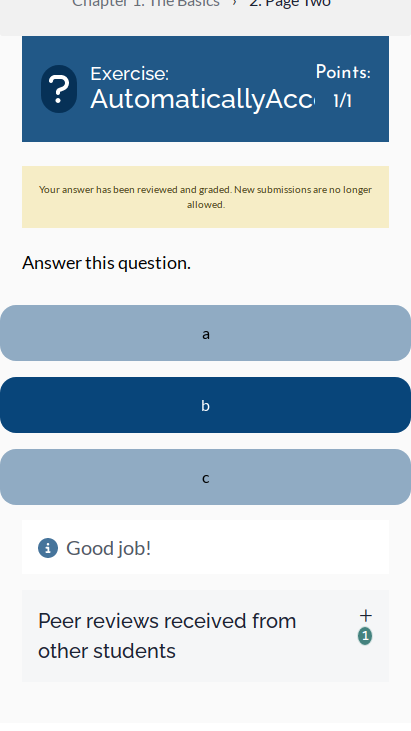 Chapter 1: The Basics › 2. Page Two
Exercise:
AutomaticallyAcc
Points:
1/1
?
Your answer has been reviewed and graded. New submissions are no longer
allowed.
Answer this question.
a
b
c
Good job!
Peer reviews received from
other students
+
1